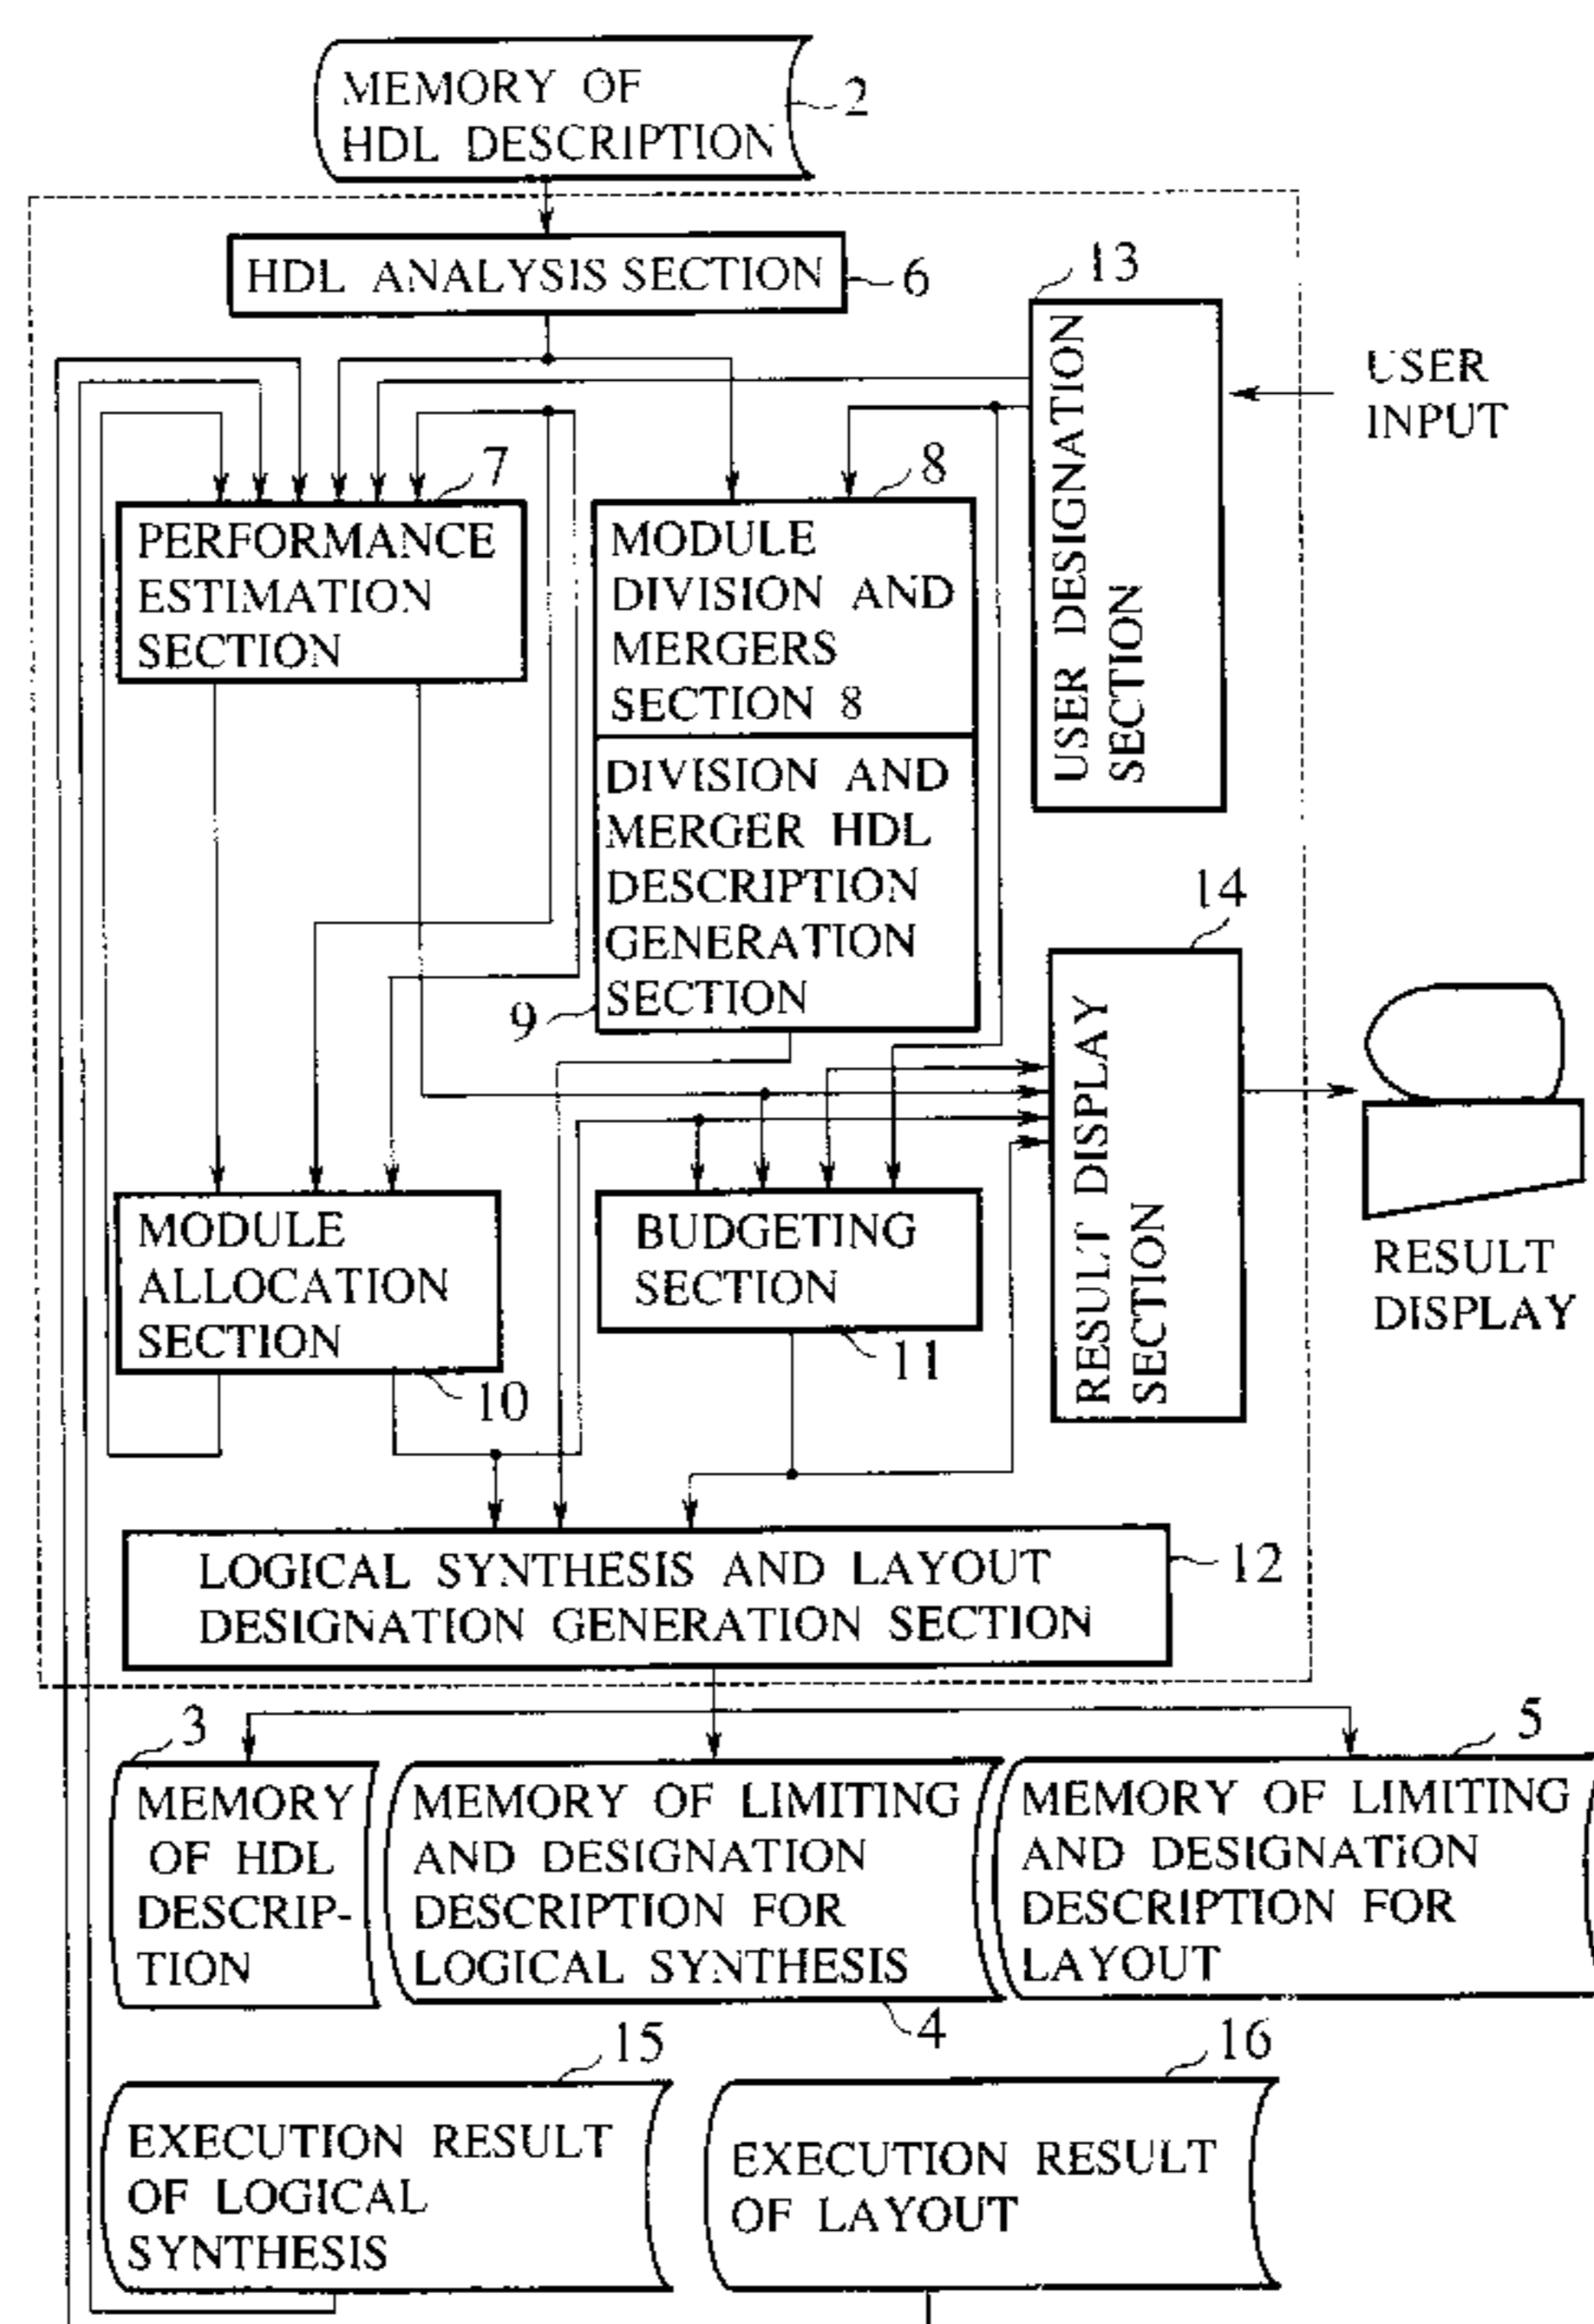 MEMORY OF
HDL DESCRIPTION
2
HDL ANALYSIS SECTION
6
13
USER DESIGNATION
SECTION
USER
INPUT
7
PERFORMANCE
ESTIMATION
SECTION
8
MODULE
DIVISION AND
MERGERS
SECTION 8
DIVISION AND
MERGER HDL
DESCRIPTION
GENERATION
SECTION
9
14
RESULT DISPLAY
SECTION
RESULT
DISPLAY
MODULE
ALLOCATION
SECTION
10
BUDGETING
SECTION
11
LOGICAL SYNTHESIS AND LAYOUT
DESIGNATION GENERATION SECTION
12
3
MEMORY
OF HDL
DESCRIP-
TION
MEMORY OF LIMITING
AND DESIGNATION
DESCRIPTION FOR
LOGICAL SYNTHESIS
4
5
MEMORY OF LIMITING
AND DESIGNATION
DESCRIPTION FOR
LAYOUT
15
EXECUTION RESULT
OF LOGICAL
SYNTHESIS
16
EXECUTION RESULT
OF LAYOUT